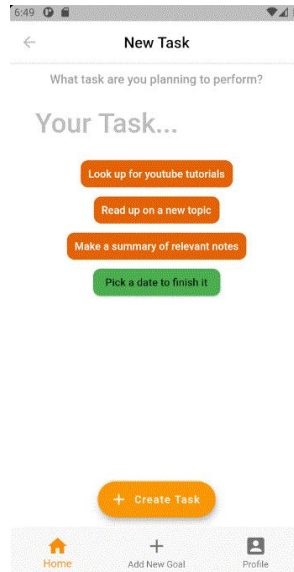 6:49
New Task
What task are you planning to perform?
Your Task...
Look up for youtube tutorials
Read up on a new topic
Make a summary of relevant notes
Pick a date to finish it
+ Create Task
Home
Add New Goal
Profile